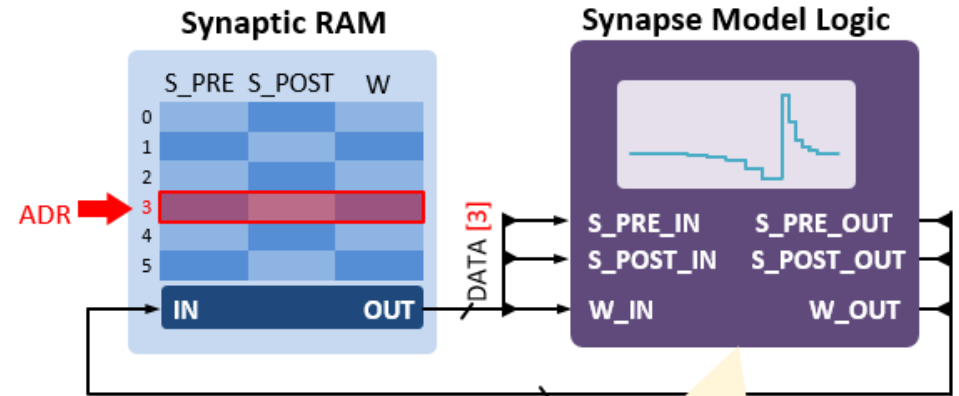 Synaptic RAM
Synapse Model Logic
S_PRE S_POST W
0
1
2
ADR 3
4
5
IN OUT
DATA [3]
S_PRE_IN S_PRE_OUT
S_POST_IN S_POST_OUT
W_IN W_OUT